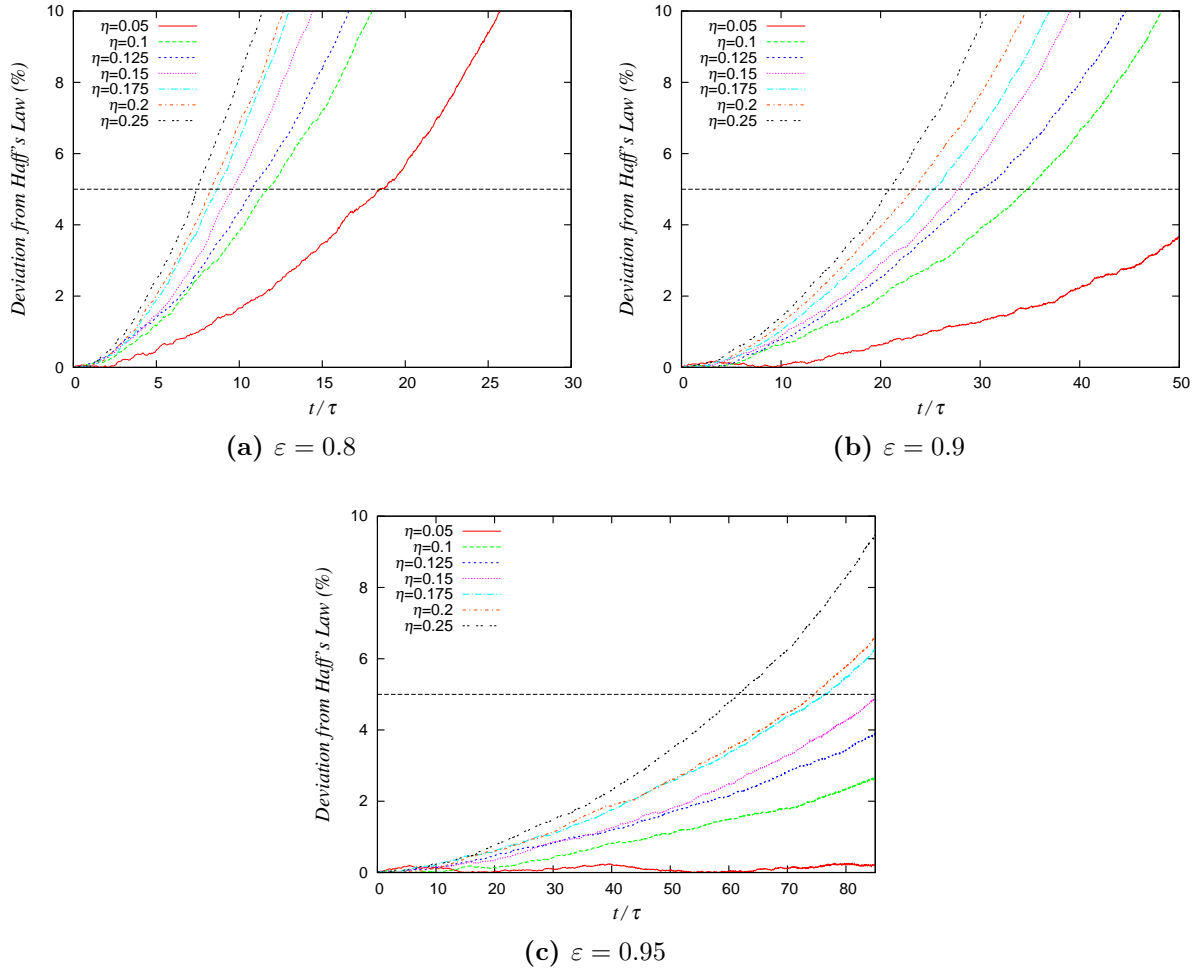 Deviation from Haff's Law (%)
10
8
6
4
2
0
η=0.05
η=0.1
η=0.125
η=0.15
η=0.175
η=0.2
η=0.25
0 5 10 15 20 25 30
t/τ
(a) ε = 0.8
Deviation from Haff's Law (%)
10
8
6
4
2
0
η=0.05
η=0.1
η=0.125
η=0.15
η=0.175
η=0.2
η=0.25
0 10 20 30 40 50
t/τ
(b) ε = 0.9
Deviation from Haff's Law (%)
10
8
6
4
2
0
η=0.05
η=0.1
η=0.125
η=0.15
η=0.175
η=0.2
η=0.25
0 10 20 30 40 50 60 70 80
t/τ
(c) ε = 0.95